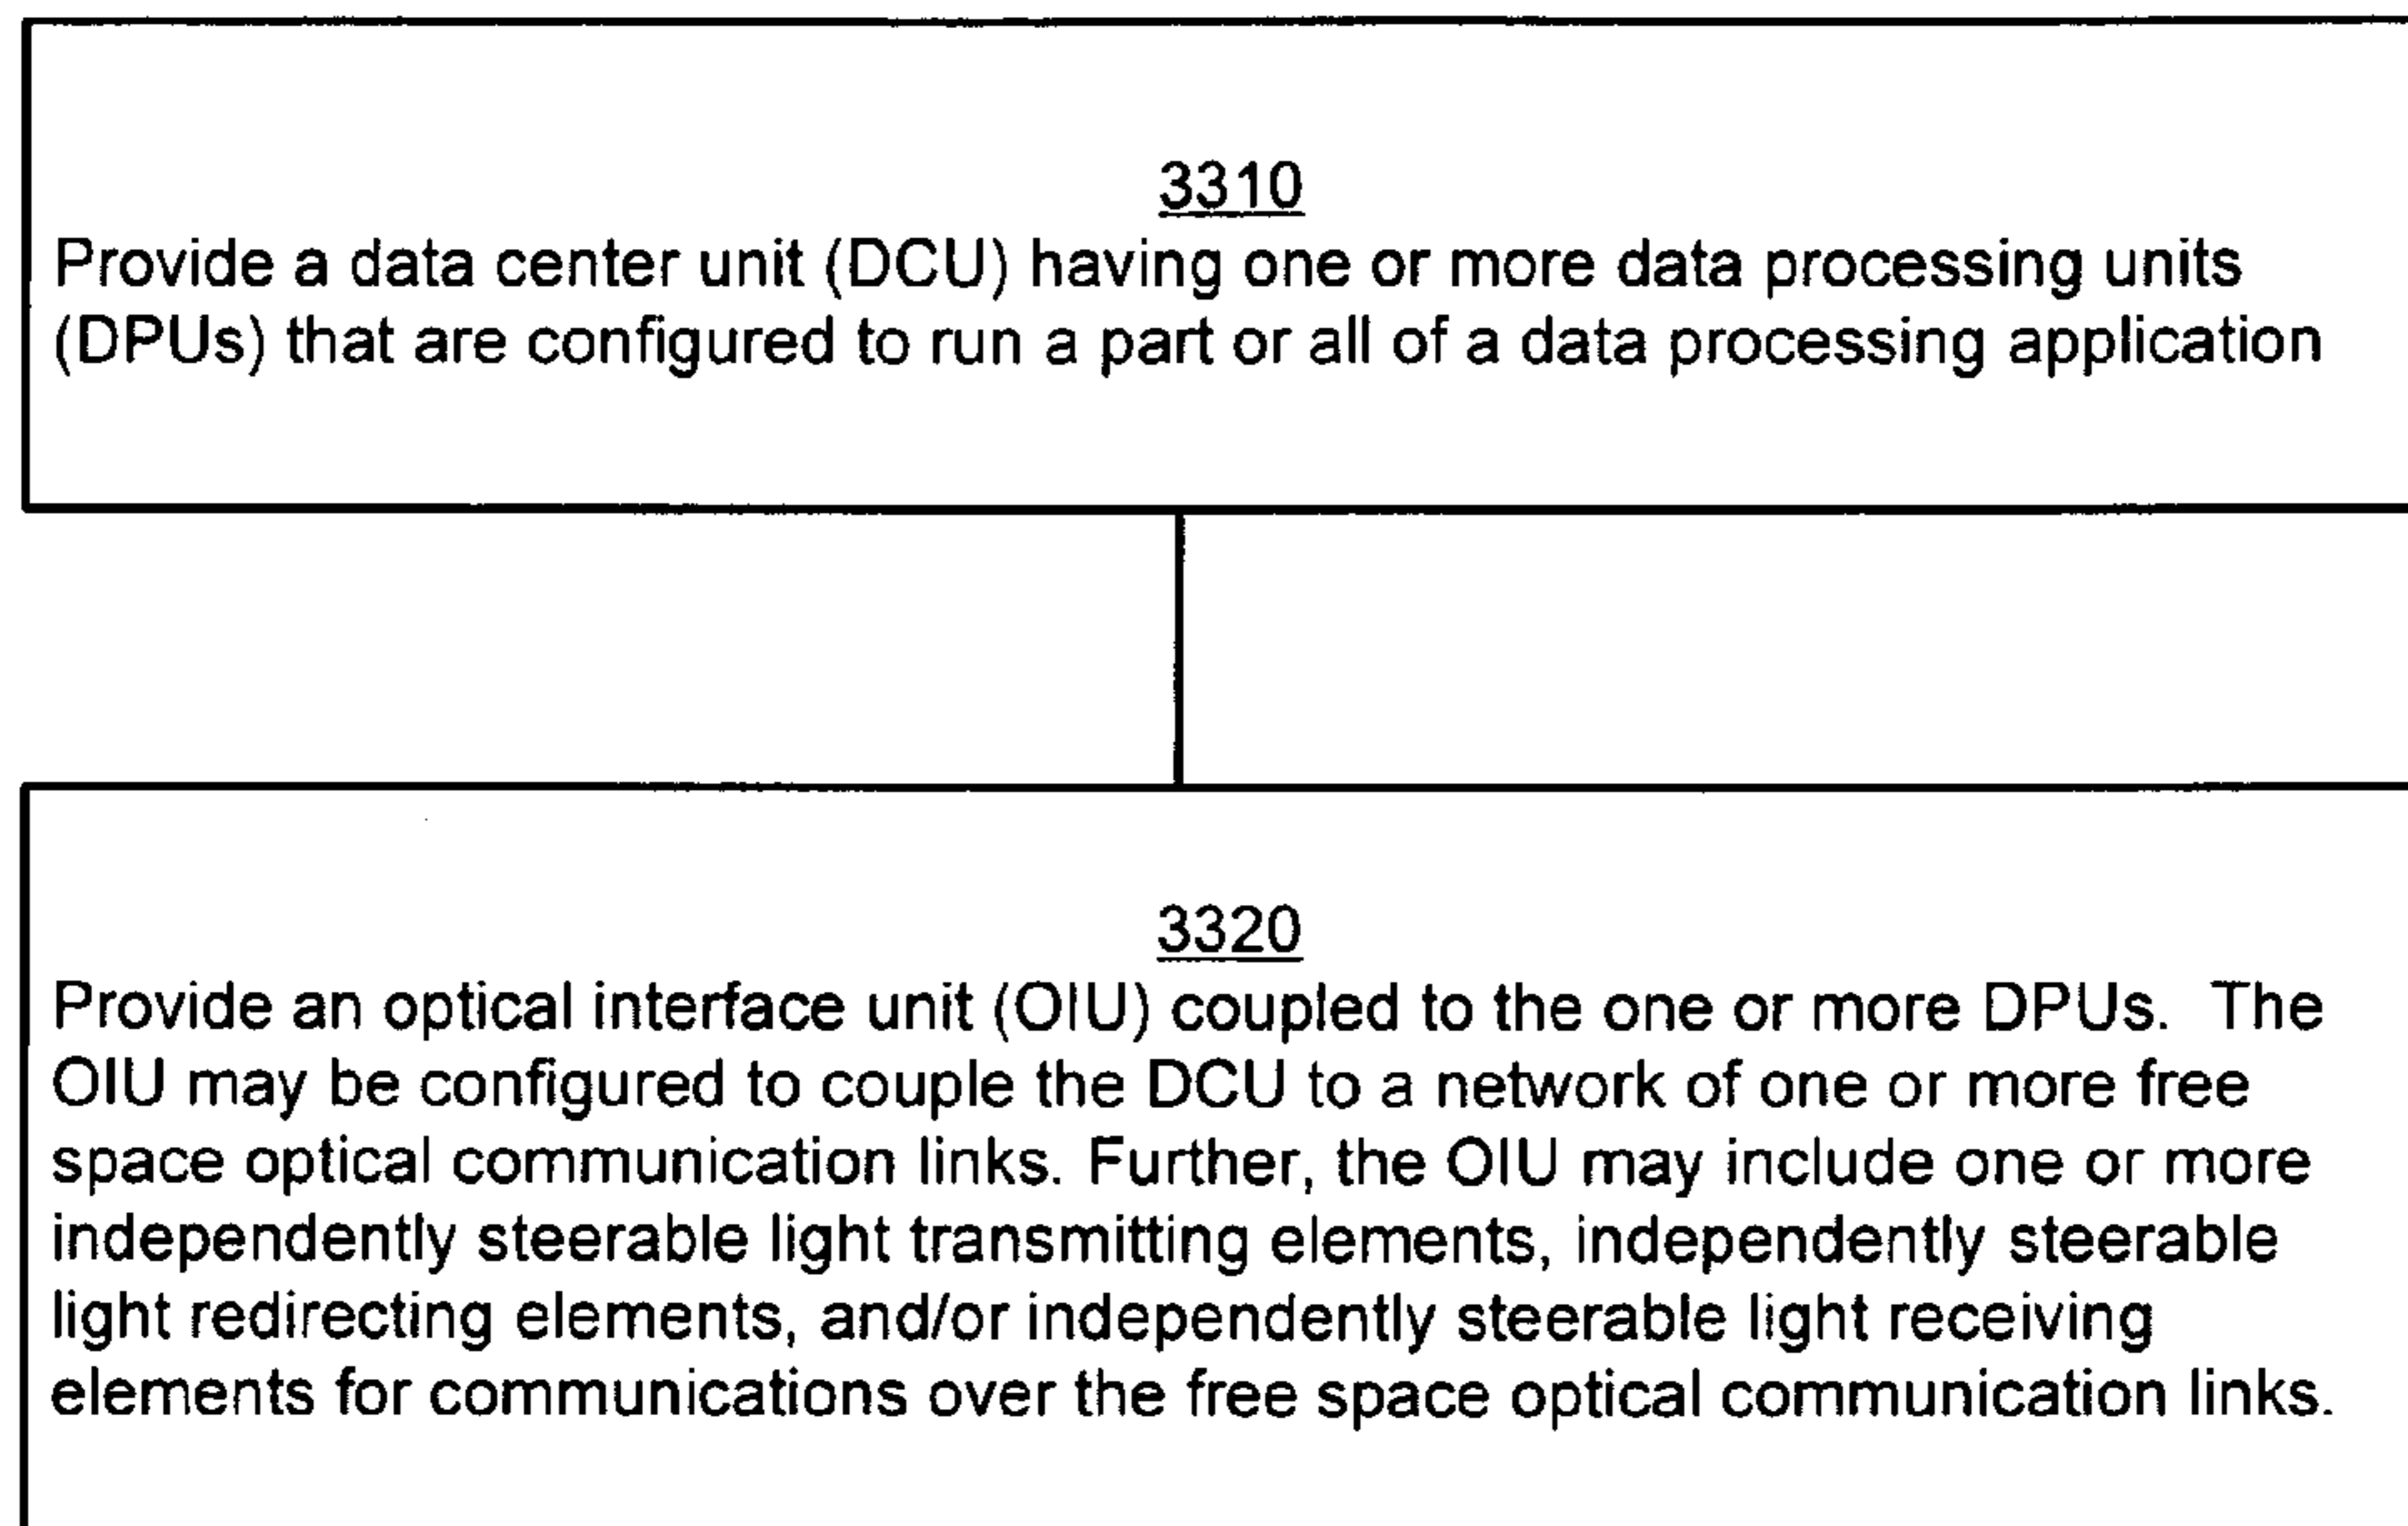 3310
Provide a data center unit (DCU) having one or more data processing units
(DPUs) that are configured to run a part or all of a data processing application
3320
Provide an optical interface unit (OIU) coupled to the one or more DPUs. The
OIU may be configured to couple the DCU to a network of one or more free
space optical communication links. Further, the OIU may include one or more
independently steerable light transmitting elements, independently steerable
light redirecting elements, and/or independently steerable light receiving
elements for communications over the free space optical communication links.